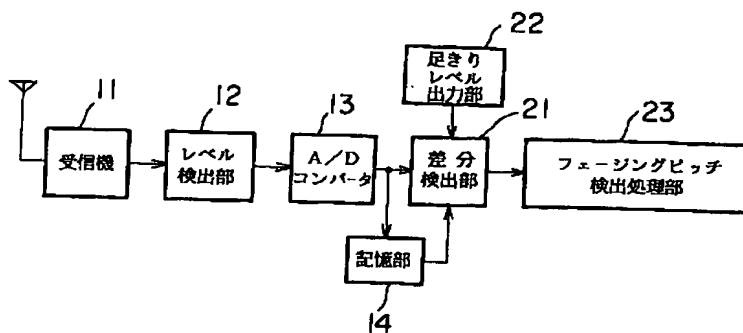 22
足きり
レベル
出力部
11
受信機
12
レベル
検出部
13
A/D
コンバータ
21
差分
検出部
23
フェージングピッチ
検出処理部
記憶部
14